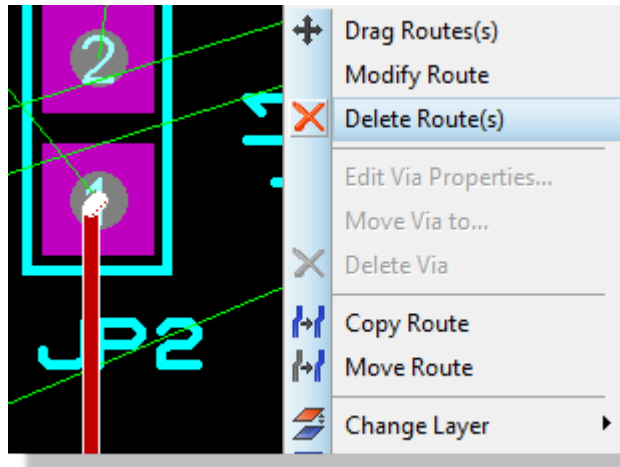 2
1
JP2
Drag Routes(s)
Modify Route
Delete Route(s)
Edit Via Properties...
Move Via to...
Delete Via
Copy Route
Move Route
Change Layer